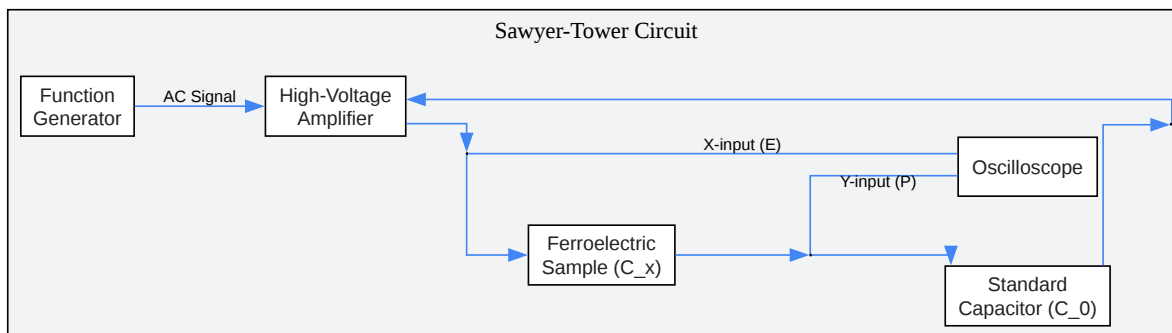 Sawyer-Tower Circuit
Function
Generator
AC Signal
High-Voltage
Amplifier
X-input (E)
Oscilloscope
Y-input (P)
Ferroelectric
Sample (C_x)
Standard
Capacitor (C_0)